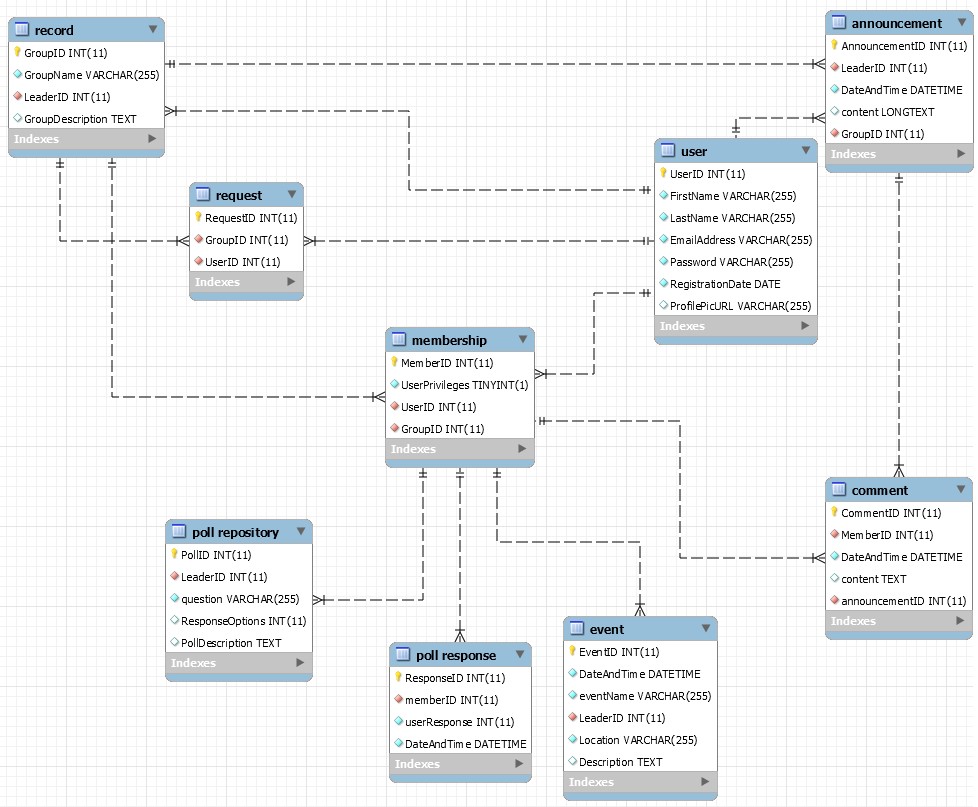 record
GroupID INT(11)
GroupName VARCHAR(255)
LeaderID INT(11)
GroupDescription TEXT
Indexes
announcement
AnnouncementID INT(11)
LeaderID INT(11)
DateAndTime DATETIME
content LONGTEXT
GroupID INT(11)
Indexes
request
RequestID INT(11)
GroupID INT(11)
UserID INT(11)
Indexes
user
UserID INT(11)
FirstName VARCHAR(255)
LastName VARCHAR(255)
EmailAddress VARCHAR(255)
Password VARCHAR(255)
RegistrationDate DATE
ProfilePicURL VARCHAR(255)
Indexes
membership
MemberID INT(11)
UserPrivileges TINYINT(1)
UserID INT(11)
GroupID INT(11)
Indexes
comment
CommentID INT(11)
MemberID INT(11)
DateAndTime DATETIME
content TEXT
announcementID INT(11)
Indexes
poll repository
PollID INT(11)
LeaderID INT(11)
question VARCHAR(255)
ResponseOptions INT(11)
PollDescription TEXT
Indexes
poll response
ResponseID INT(11)
memberID INT(11)
userResponse INT(11)
DateAndTime DATETIME
Indexes
event
EventID INT(11)
DateAndTime DATETIME
eventName VARCHAR(255)
LeaderID INT(11)
Location VARCHAR(255)
Description TEXT
Indexes